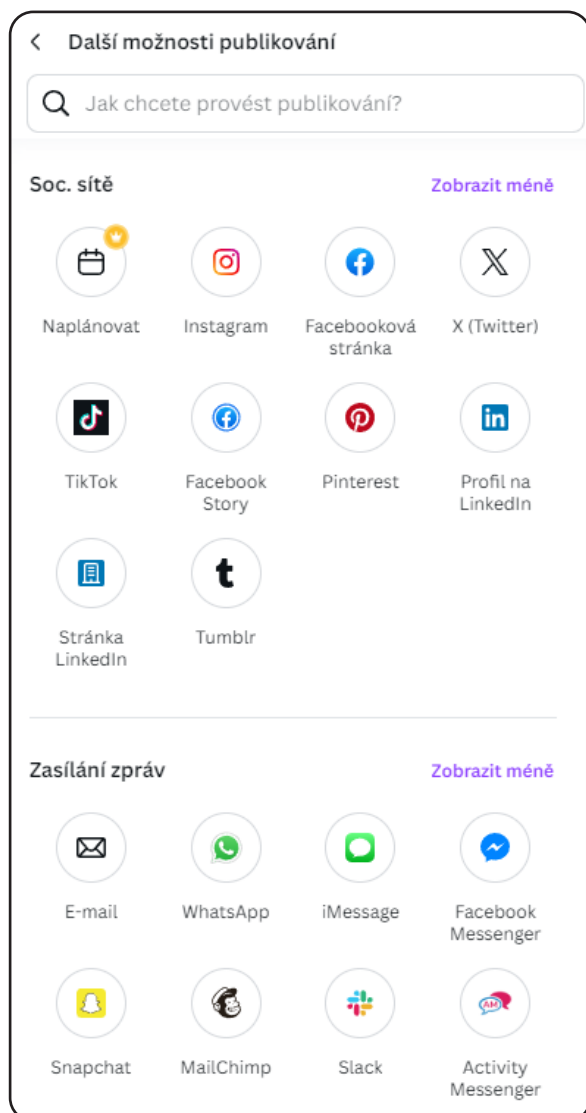 Další možnosti publikování
Jak chcete provést publikování?
Soc. sítě
Zobrazit méně
Naplánovat
Instagram
Facebooková
stránka
X (Twitter)
TikTok
Facebook
Story
Pinterest
Profil na
LinkedIn
Stránka
LinkedIn
Tumblr
Zasílání zpráv
Zobrazit méně
E-mail
WhatsApp
iMessage
Facebook
Messenger
Snapchat
MailChimp
Slack
AM
Activity
Messenger